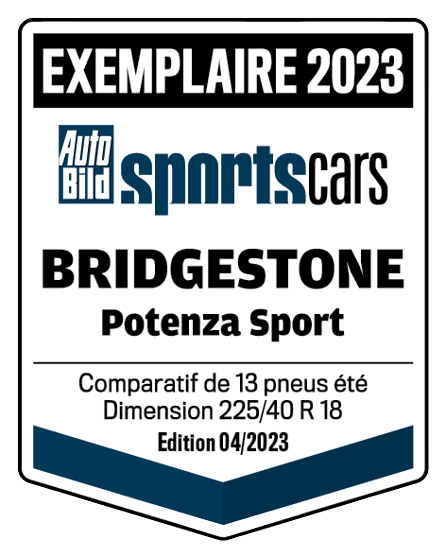 EXEMPLAIRE 2023
Auto Bild sportscars
BRIDGESTONE
Potenza Sport
Comparatif de 13 pneus été
Dimension 225/40 R 18
Edition 04/2023